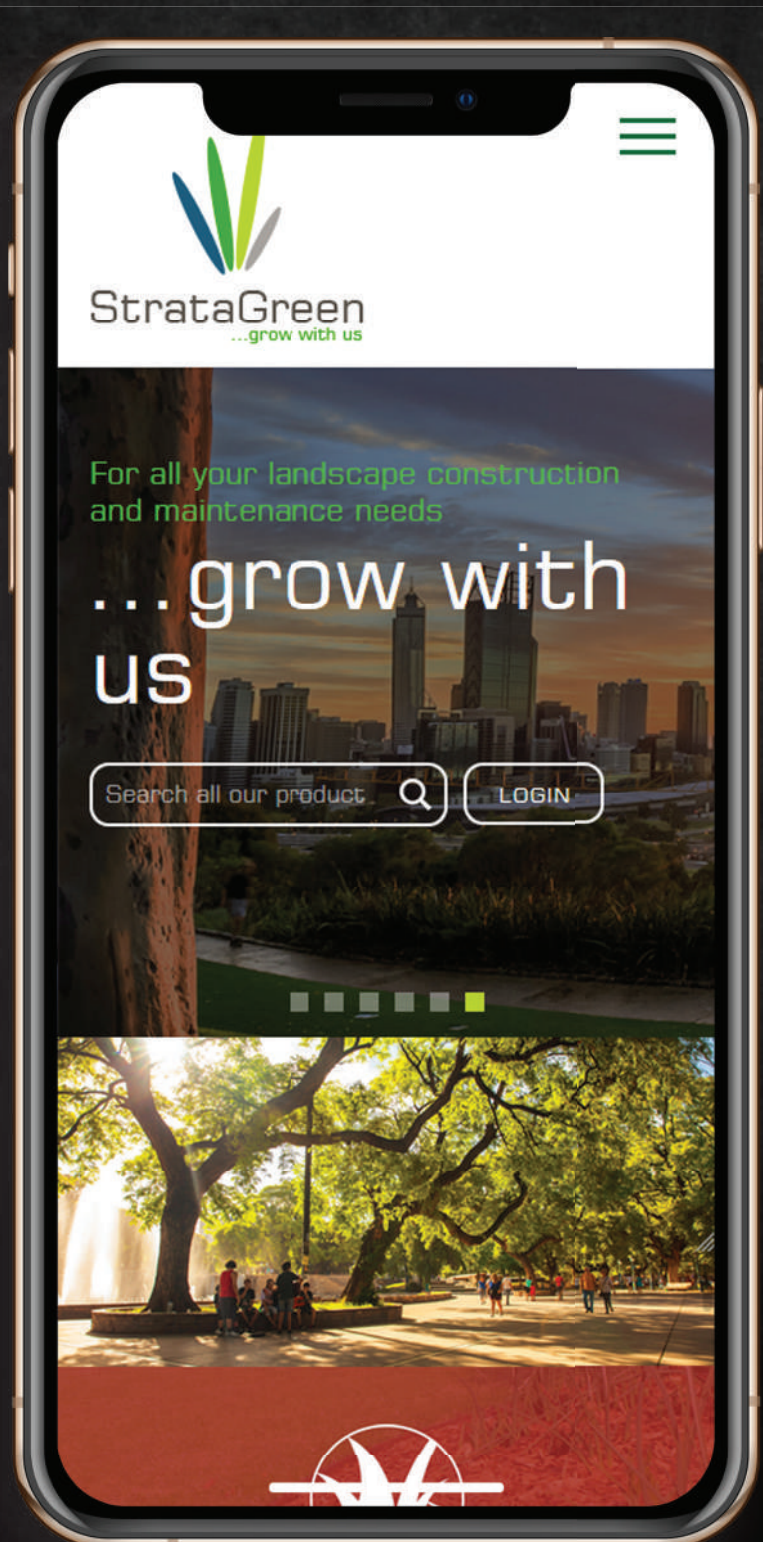 StrataGreen
...grow with us
For all your landscape construction
and maintenance needs
...grow with
us
Search all our product
LOGIN